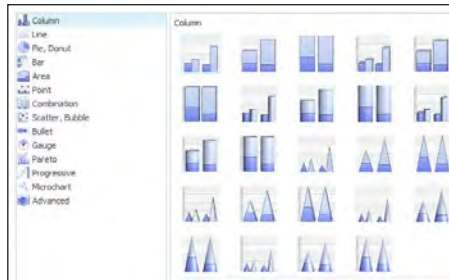 Column
Line
Pie, Donut
Bar
Area
Point
Combination
Scatter, Bubble
Bullet
Gauge
Pareto
Progressive
Microchart
Advanced
Column